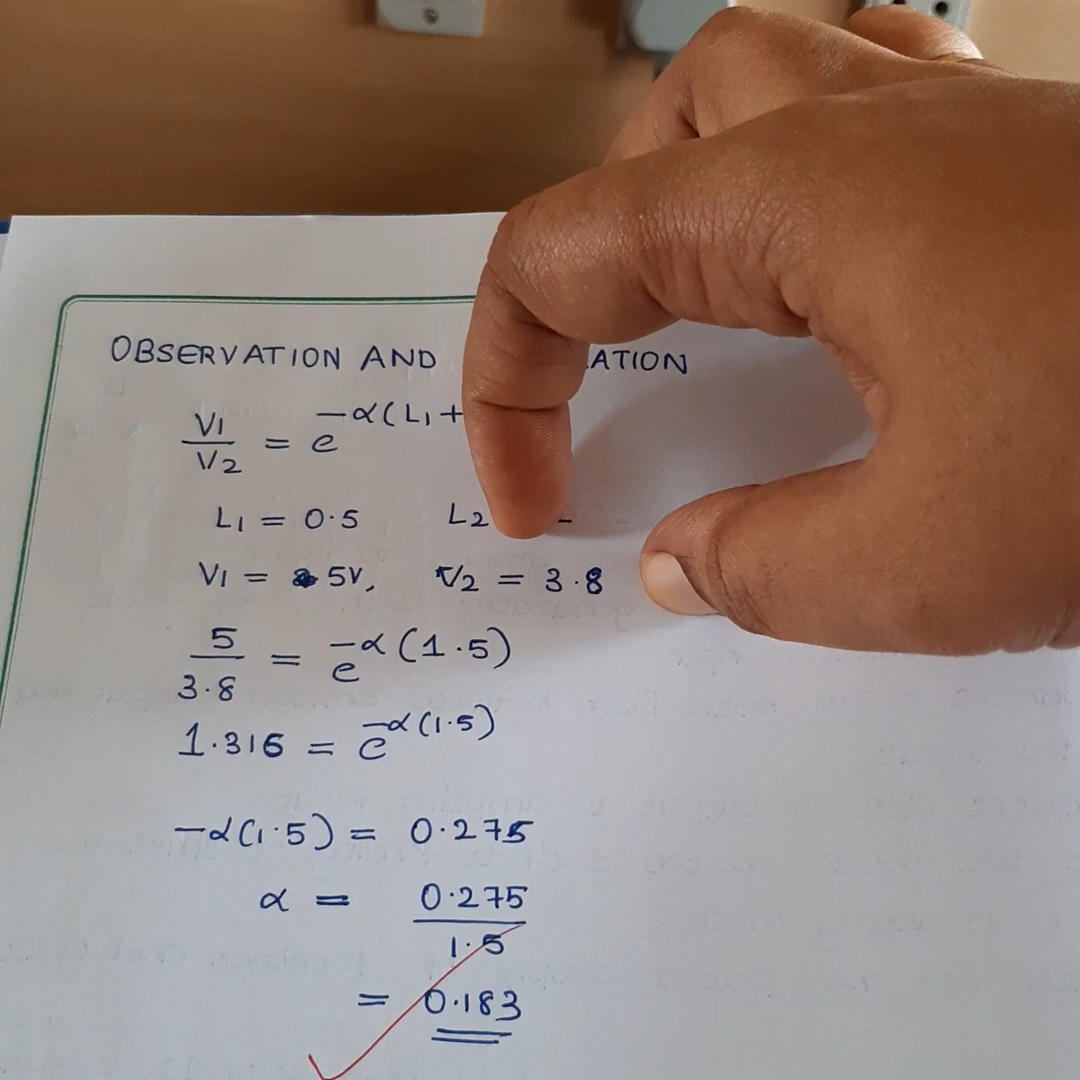 OBSERVATION AND ATION
V1/V2 = e^-α(L1+
L1 = 0.5 L2 -
V1 = 5V, V2 = 3.8
5/3.8 = e^-α(1.5)
1.316 = e^-α(1.5)
-α(1.5) = 0.275
α = 0.275/1.5
= 0.183